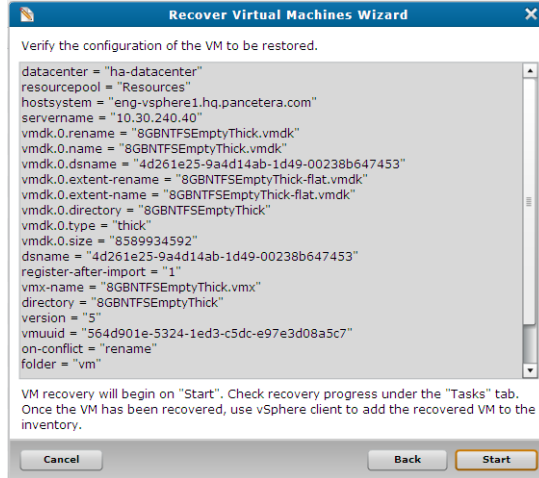 Recover Virtual Machines Wizard
Verify the configuration of the VM to be restored.
datacenter = "ha-datacenter"
resourcepool = "Resources"
hostsystem = "eng-vsphere1.hq.pancetera.com"
servername = "10.30.240.40"
vmdk.0.rename = "8GBNTFSEmptyThick.vmdk"
vmdk.0.name = "8GBNTFSEmptyThick.vmdk"
vmdk.0.dsname = "4d261e25-9a4d14ab-1d49-00238b647453"
vmdk.0.extent-rename = "8GBNTFSEmptyThick-flat.vmdk"
vmdk.0.extent-name = "8GBNTFSEmptyThick-flat.vmdk"
vmdk.0.directory = "8GBNTFSEmptyThick"
vmdk.0.type = "thick"
vmdk.0.size = "8589934592"
dsname = "4d261e25-9a4d14ab-1d49-00238b647453"
register-after-import = "1"
vmx-name = "8GBNTFSEmptyThick.vmx"
directory = "8GBNTFSEmptyThick"
version = "5"
vmuuid = "564d901e-5324-1ed3-c5dc-e97e3d08a5c7"
on-conflict = "rename"
folder = "vm"
VM recovery will begin on "Start". Check recovery progress under the "Tasks" tab.
Once the VM has been recovered, use vSphere client to add the recovered VM to the
inventory.
Cancel Back Start